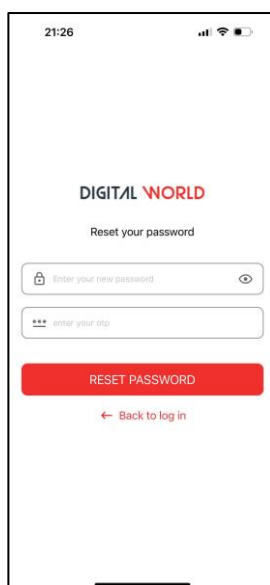 21:26
DIGITAL WORLD
Reset your password
Enter your new password
enter your otp
RESET PASSWORD
← Back to log in